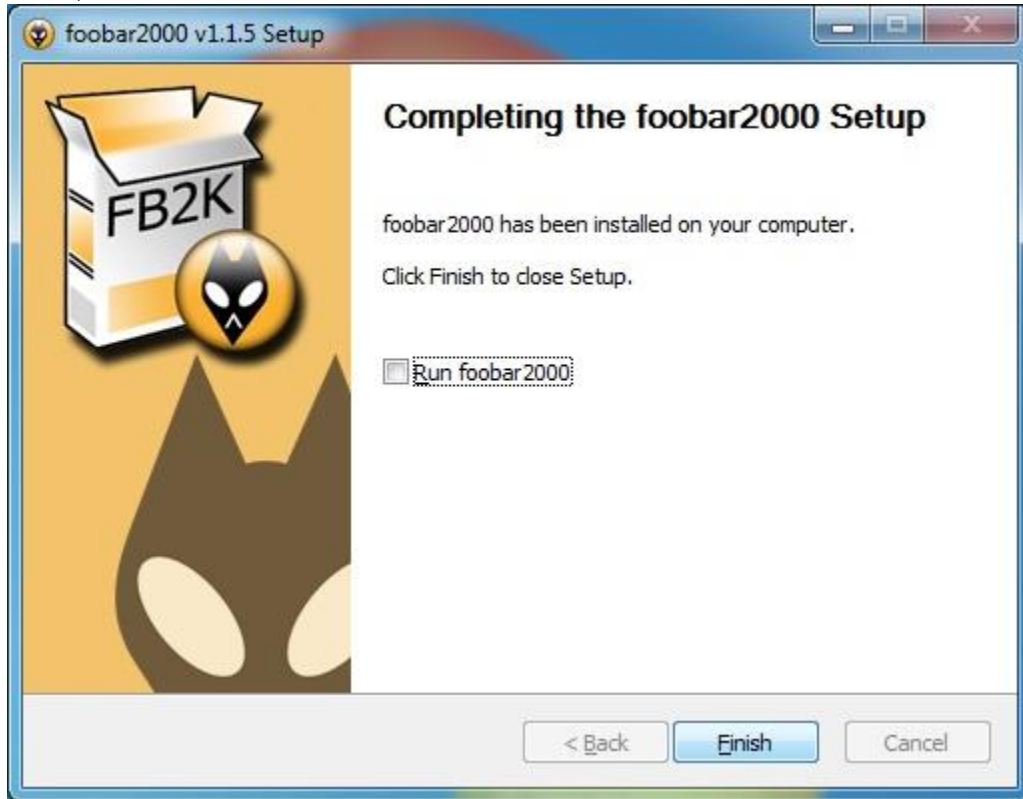 foobar2000 v1.1.5 Setup
FB2K
Completing the foobar2000 Setup
foobar2000 has been installed on your computer.
Click Finish to close Setup.
Run foobar2000
< Back
Finish
Cancel